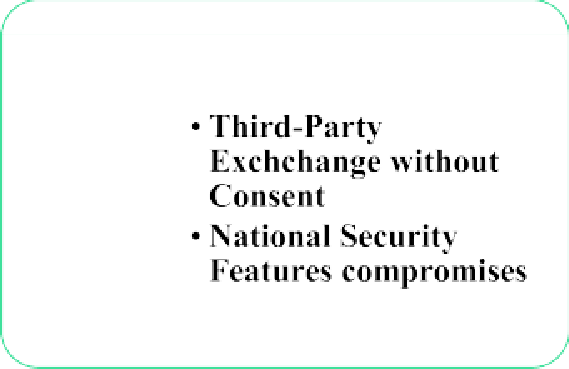 • Third-Party
Exchchange without
Consent
• National Security
Features compromises